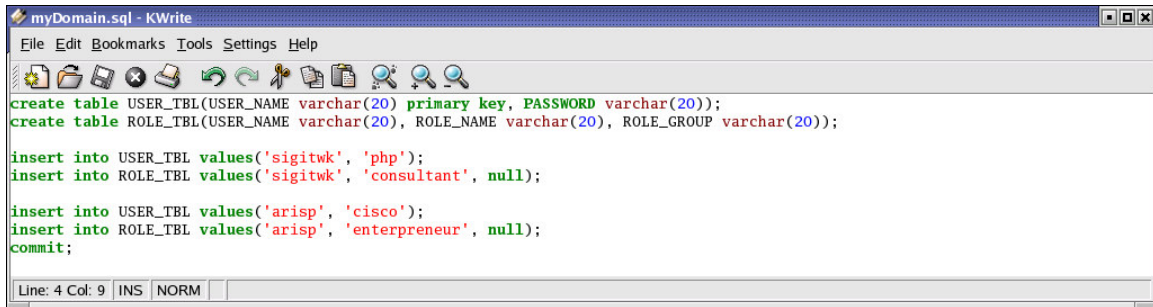 myDomain.sql - KWrite
File Edit Bookmarks Tools Settings Help
create table USER_TBL(USER_NAME varchar(20) primary key, PASSWORD varchar(20));
create table ROLE_TBL(USER_NAME varchar(20), ROLE_NAME varchar(20), ROLE_GROUP varchar(20));
insert into USER_TBL values('sigitwk', 'php');
insert into ROLE_TBL values('sigitwk', 'consultant', null);
insert into USER_TBL values('arisp', 'cisco');
insert into ROLE_TBL values('arisp', 'enterpreneur', null);
commit;
Line: 4 Col: 9 INS NORM